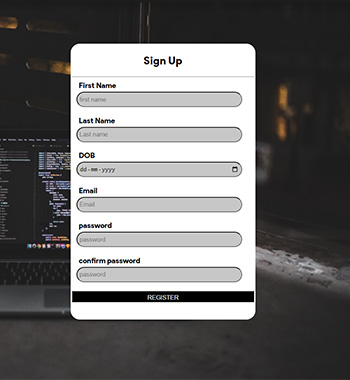 Sign Up
First Name
first name
Last Name
Last name
DOB
dd-mm-yyyy
Email
Email
password
password
confirm password
confirm password
REGISTER